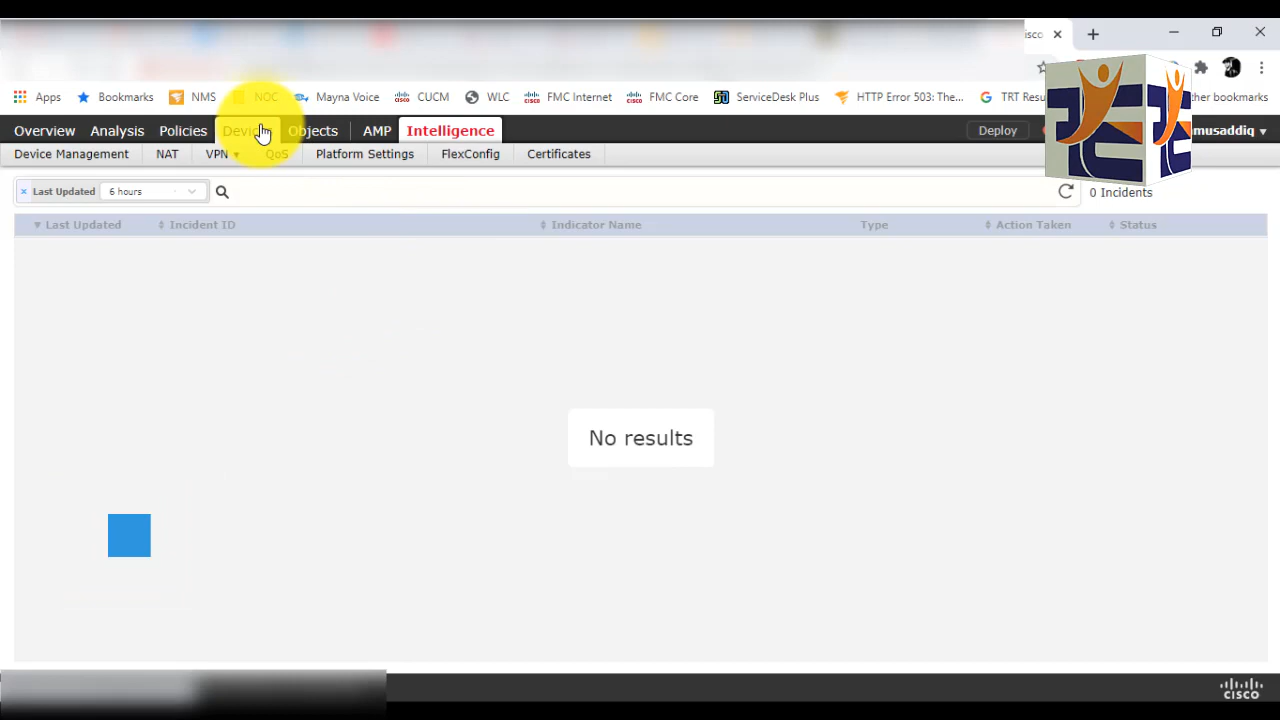 isco
Apps Bookmarks NMS NOC Mayna Voice CUCM WLC FMC Internet FMC Core ServiceDesk Plus HTTP Error 503: The... TRT Resu ther bookmarks
Overview Analysis Policies Devices Objects AMP Intelligence Deploy musaddiq
Device Management NAT VPN QoS Platform Settings FlexConfig Certificates
Last Updated 6 hours 0 Incidents
Last Updated Incident ID Indicator Name Type Action Taken Status
No results
cisco